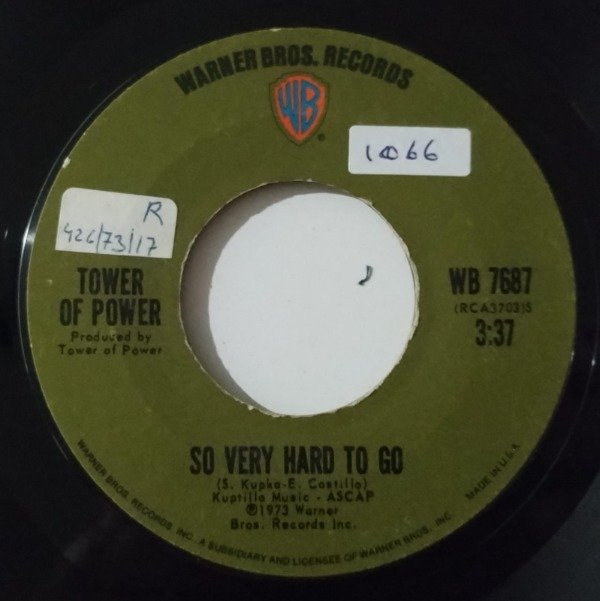 WARNER BROS. RECORDS
WB
1066
R
426/73/17
TOWER
OF POWER
Produced by
Tower of Power
WB 7687
(RCA3703)S
3:37
SO VERY HARD TO GO
(S. Kupka-E. Castillo)
Kuptillo Music - ASCAP
℗1973 Warner
Bros. Records Inc.
WARNER BROS. RECORDS INC. A SUBSIDIARY AND LICENSEE OF WARNER BROS. INC.
MADE IN U.S.A.